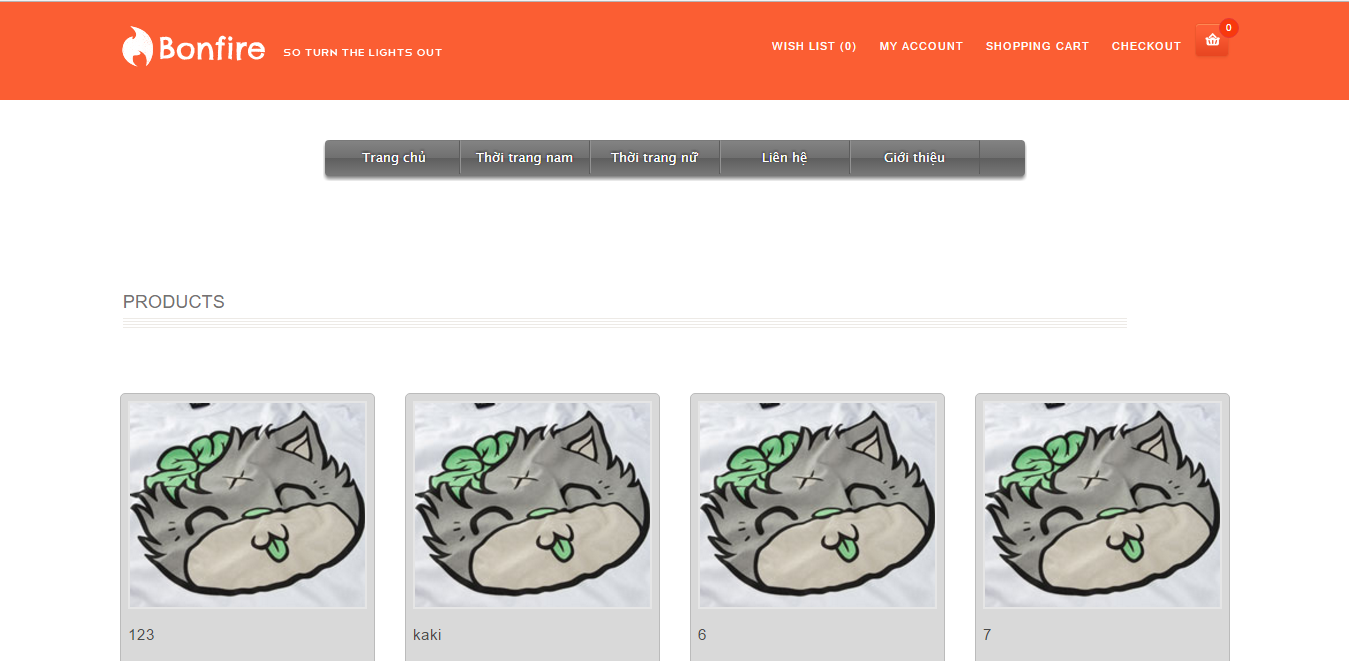 Bonfire SO TURN THE LIGHTS OUT WISH LIST (0) MY ACCOUNT SHOPPING CART CHECKOUT 0
Trang chủ Thời trang nam Thời trang nữ Liên hệ Giới thiệu
PRODUCTS
123 kaki 6 7